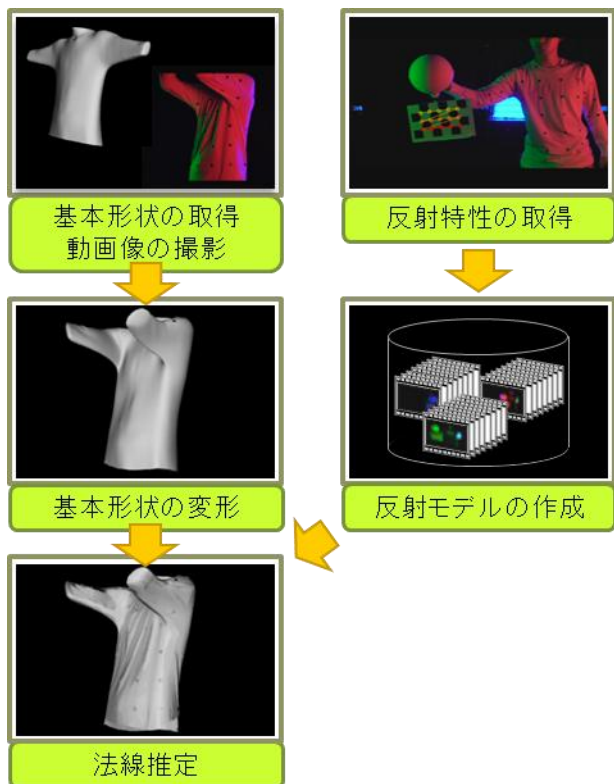 基本形状の取得
動画像の撮影
反射特性の取得
基本形状の変形
反射モデルの作成
法線推定